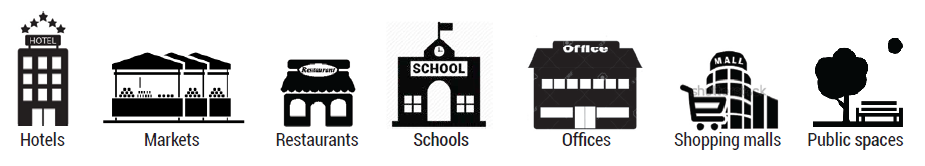 HOTEL
Restaurant
SCHOOL
Office
MALL
Hotels
Markets
Restaurants
Schools
Offices
Shopping malls
Public spaces